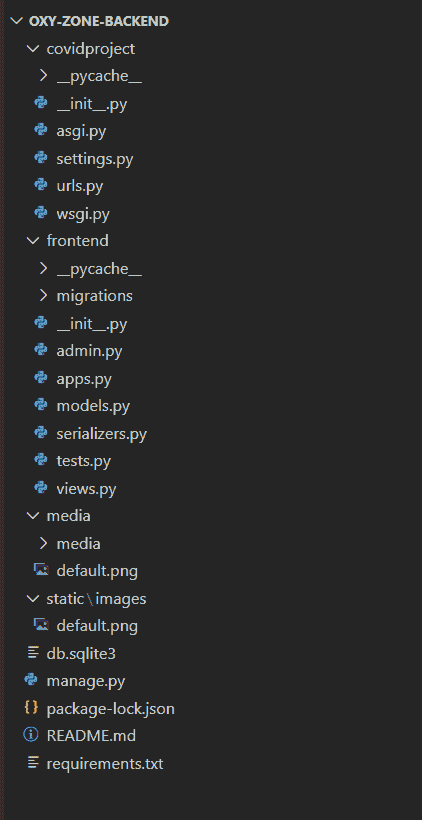 OXY-ZONE-BACKEND
covidproject
__pycache__
__init__.py
asgi.py
settings.py
urls.py
wsgi.py
frontend
__pycache__
migrations
__init__.py
admin.py
apps.py
models.py
serializers.py
tests.py
views.py
media
media
default.png
static\images
default.png
db.sqlite3
manage.py
package-lock.json
README.md
requirements.txt